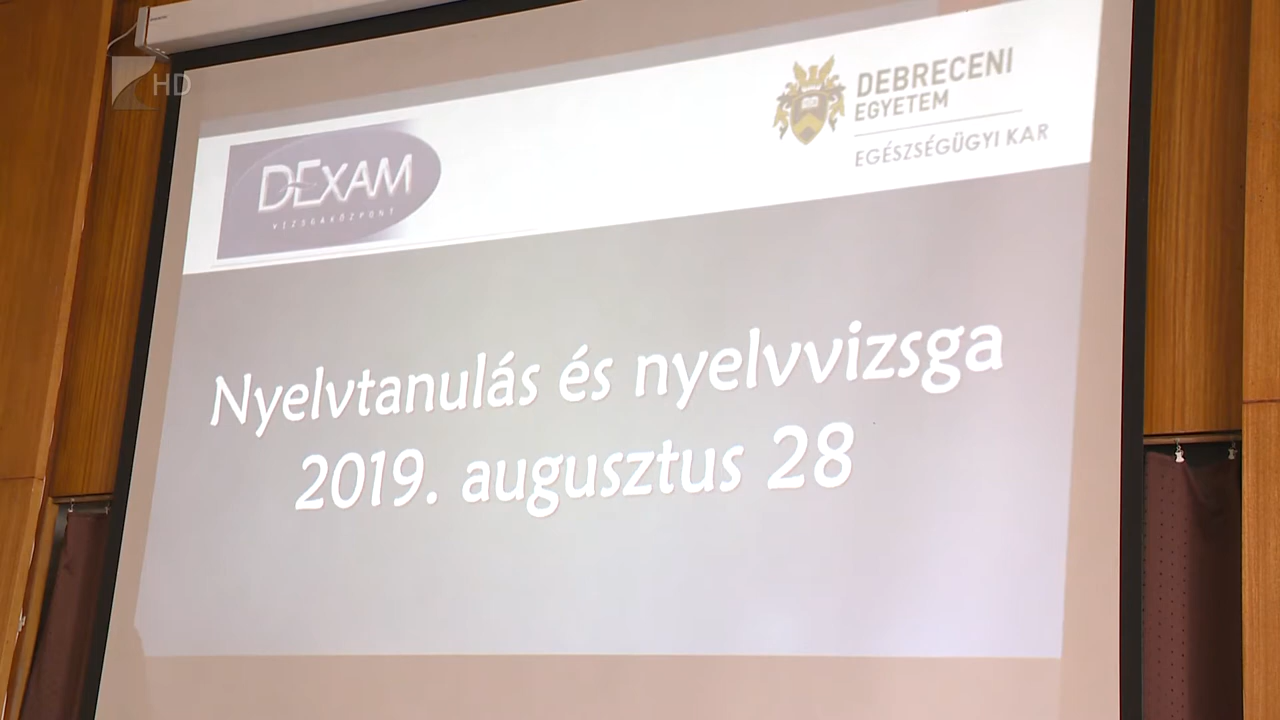 HD
DEXAM
VIZSGAKÖZPONT
DEBRECENI
EGYETEM
EGÉSZSÉGÜGYI KAR
Nyelvtanulás és nyelvvizsga
2019. augusztus 28